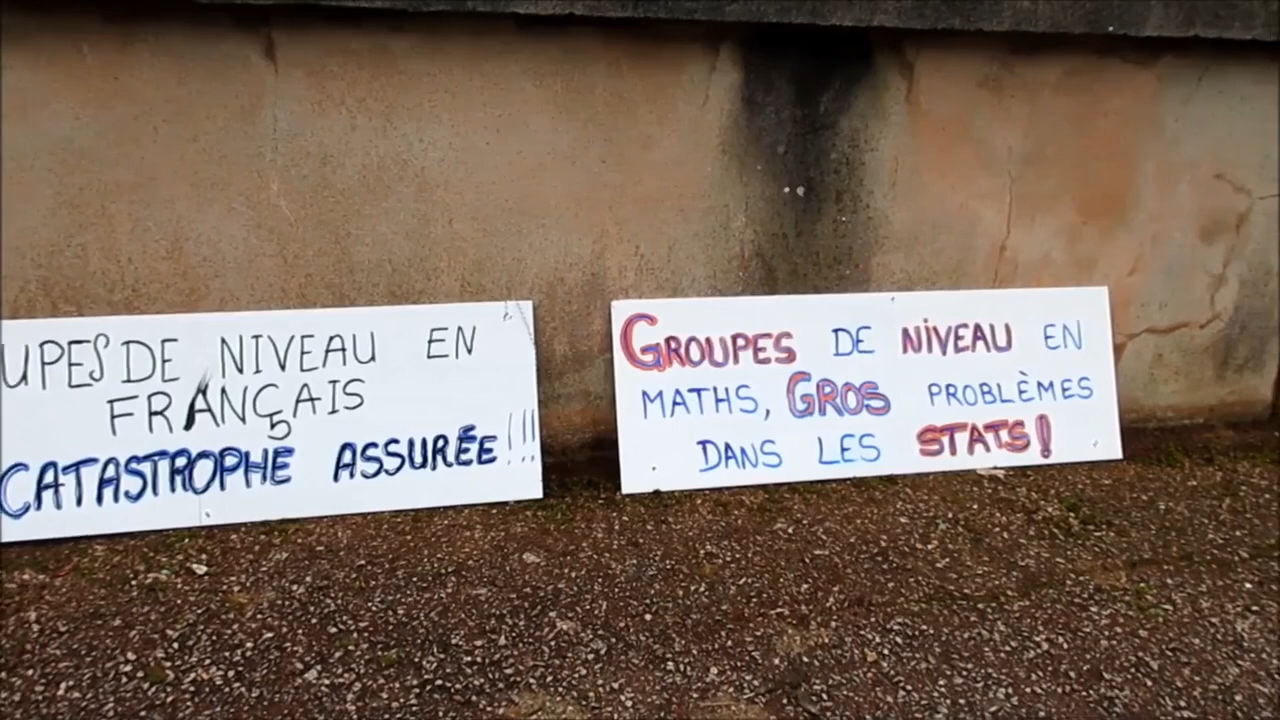 UPES DE NIVEAU EN
FRANÇAIS
CATASTROPHE ASSURÉE!!!
GROUPES DE NIVEAU EN
MATHS, GROS PROBLÈMES
DANS LES STATS!